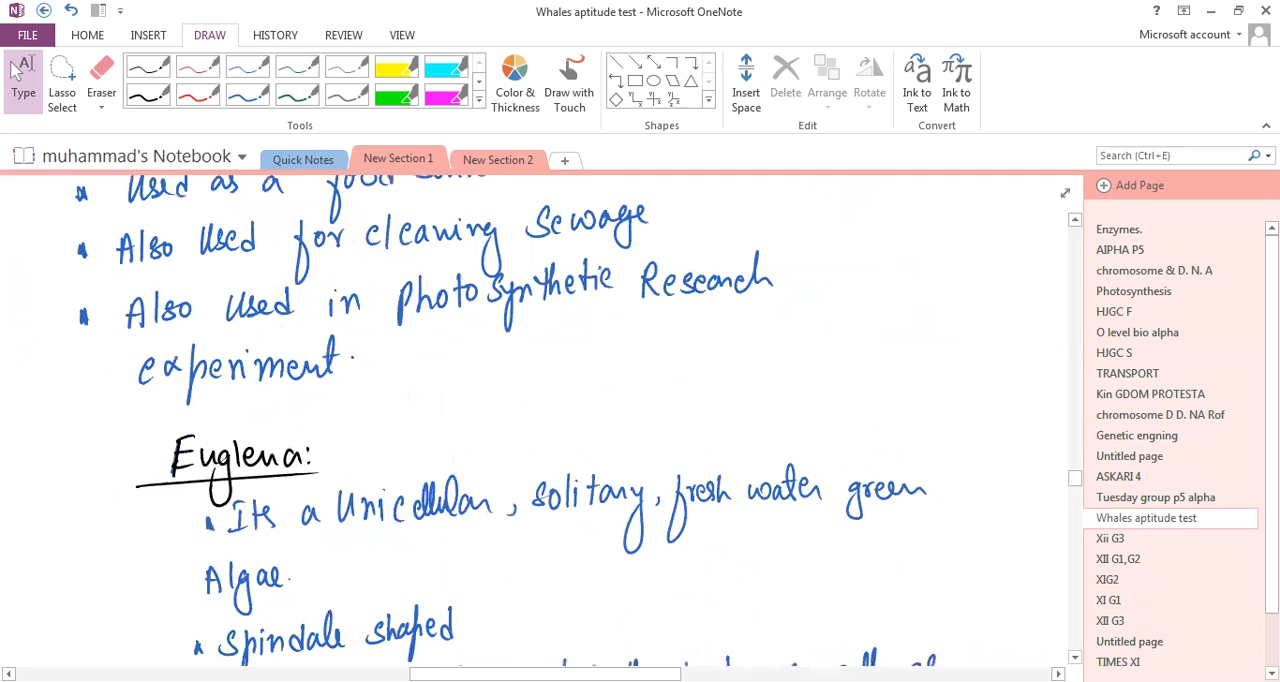 Whales aptitude test - Microsoft OneNote
FILE HOME INSERT DRAW HISTORY REVIEW VIEW
Microsoft account
Type
Lasso Select
Eraser
Color & Thickness
Draw with Touch
Insert Space
Delete
Arrange
Rotate
Ink to Text
Ink to Math
Tools
Shapes
Edit
Convert
muhammad's Notebook
Quick Notes
New Section 1
New Section 2
Search (Ctrl+E)
Used as a food
Also Used for cleaning Sewage
Also Used in PhotoSynthetic Research
experiment.
Euglena:
Its a Unicellular, solitary, fresh water green
Algae.
Spindale shaped
Add Page
Enzymes.
AlPHA P5
chromosome & D. N. A
Photosynthesis
HJGC F
O level bio alpha
HJGC S
TRANSPORT
Kin GDOM PROTESTA
chromosome D D. NA Rof
Genetic engning
Untitled page
ASKARI 4
Tuesday group p5 alpha
Whales aptitude test
Xii G3
XII G1,G2
XIG2
XI G1
XII G3
Untitled page
TIMES XI